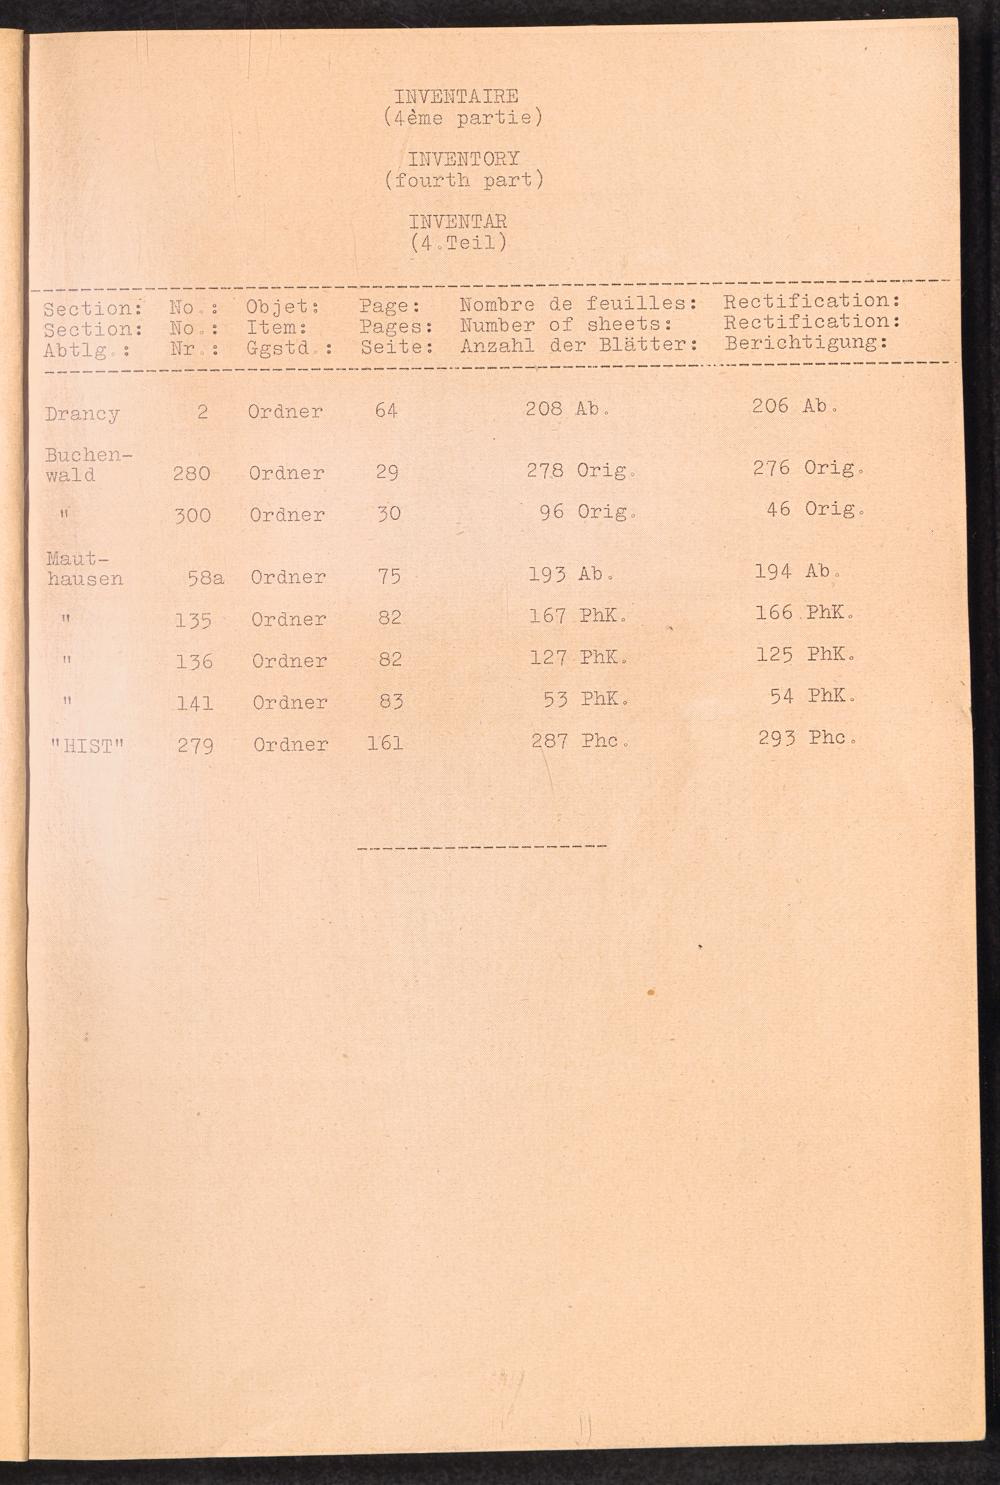 INVENTAIRE
(4ème partie)
INVENTORY
(fourth part)
INVENTAR
(4.Teil)
Section: No.: Objet: Page: Nombre de feuilles: Rectification:
Section: No.: Item: Pages: Number of sheets: Rectification:
Abtlg.: Nr.: Ggstd.: Seite: Anzahl der Blätter: Berichtigung:
Drancy 2 Ordner 64 208 Ab. 206 Ab.
Buchen-
wald 280 Ordner 29 278 Orig. 276 Orig.
" 300 Ordner 30 96 Orig. 46 Orig.
Maut-
hausen 58a Ordner 75 193 Ab. 194 Ab.
" 135 Ordner 82 167 PhK. 166 PhK.
" 136 Ordner 82 127 PhK. 125 PhK.
" 141 Ordner 83 53 PhK. 54 PhK.
"HIST" 279 Ordner 161 287 Phc. 293 Phc.